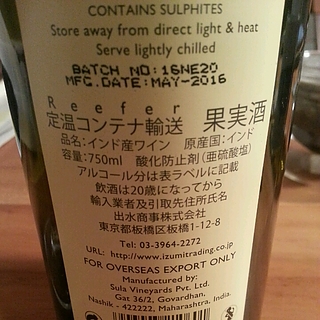 CONTAINS SULPHITES
Store away from direct light & heat
Serve lightly chilled
BATCH NO:16NE20
MFC.DATE:MAY-2016
Reefer
定温コンテナ輸送 果実酒
品名:インド産ワイン 原産国:インド
容量:750ml 酸化防止剤(亜硫酸塩)
アルコール分は表ラベルに記載
飲酒は20歳になってから
輸入業者及引取先住所氏名
出水商事株式会社
東京都板橋区板橋1-12-8
Tel: 03-3964-2272
URL: http://www.izumitrading.co.jp
FOR OVERSEAS EXPORT ONLY
Manufactured by:
Sula Vineyards Pvt. Ltd.
Gat 36/2, Govardhan,
Nashik - 422222, Maharashtra, India.